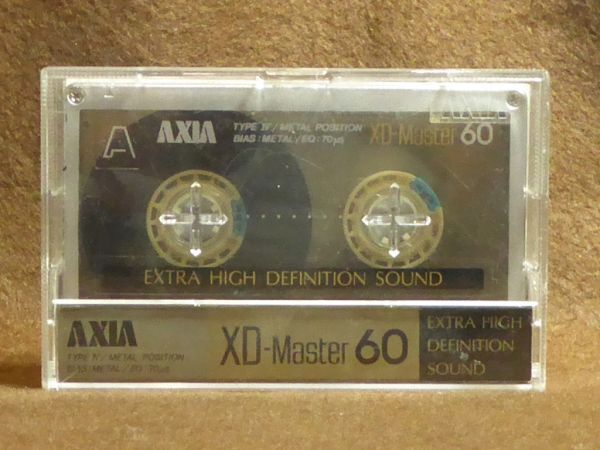 A AXIA TYPE IV/METAL POSITION XD-Master 60
BIAS:METAL/EQ:70μs
EXTRA HIGH DEFINITION SOUND
AXIA XD-Master 60 EXTRA HIGH
TYPE IV/METAL POSITION DEFINITION
BIAS:METAL/EQ:70μs SOUND